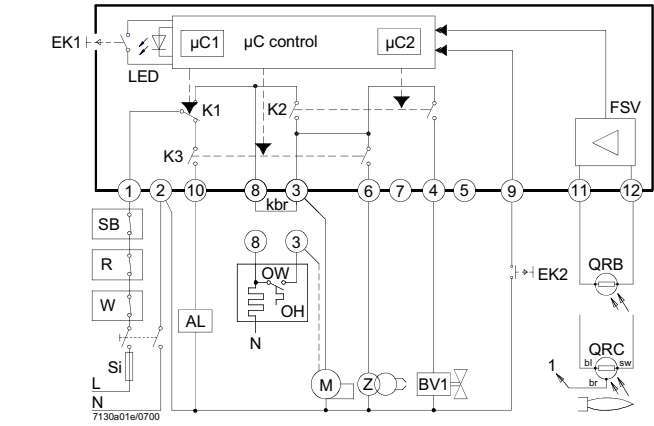 EK1
LED
µC1
µC control
µC2
FSV
K1
K2
K3
1 2 10 8 3 6 7 4 5 9 11 12
kbr
SB
R
W
Si
L
N
8 3
OW
OH
N
AL
M
Z
BV1
EK2
QRB
QRC
bl sw
br
1
7130a01e/0700